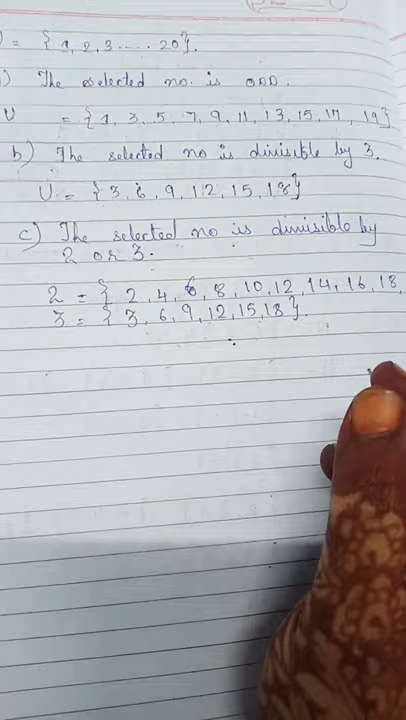 = { 1, 2, 3 ..... 20}.
) The selected no. is ODD.
U = { 1, 3, 5, 7, 9, 11, 13, 15, 17, 19}
b) The selected no is divisible by 3.
U = { 3, 6, 9, 12, 15, 18}
c) The selected no is divisible by
2 or 3.
2 = { 2, 4, 6, 8, 10, 12, 14, 16, 18,
3 = { 3, 6, 9, 12, 15, 18}.